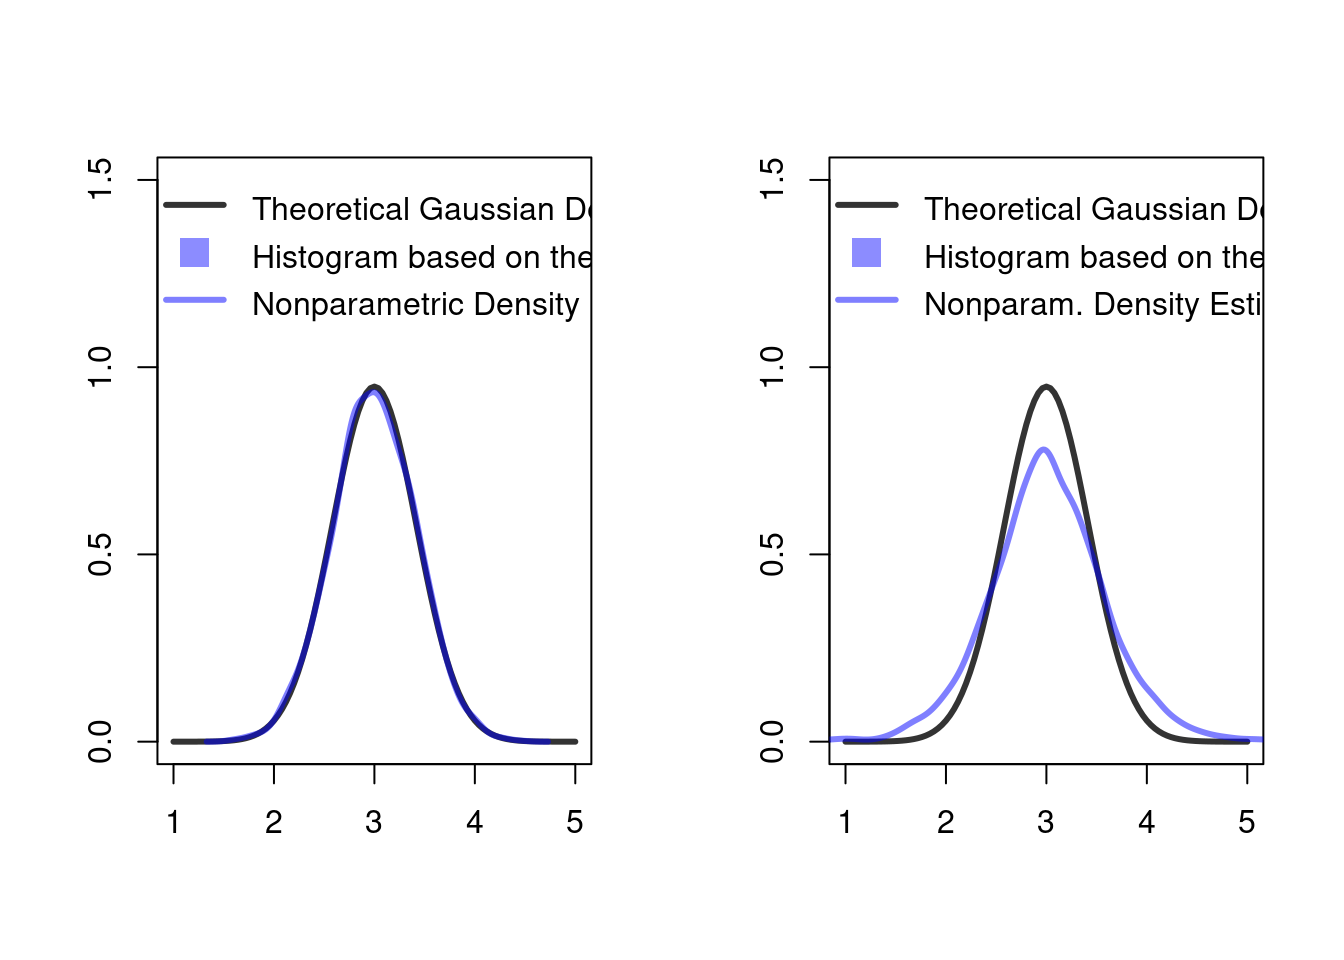 1.5
1.0
0.5
0.0
Theoretical Gaussian De
Histogram based on the
Nonparametric Density
1 2 3 4 5
1.5
1.0
0.5
0.0
Theoretical Gaussian De
Histogram based on the
Nonparam. Density Esti
1 2 3 4 5